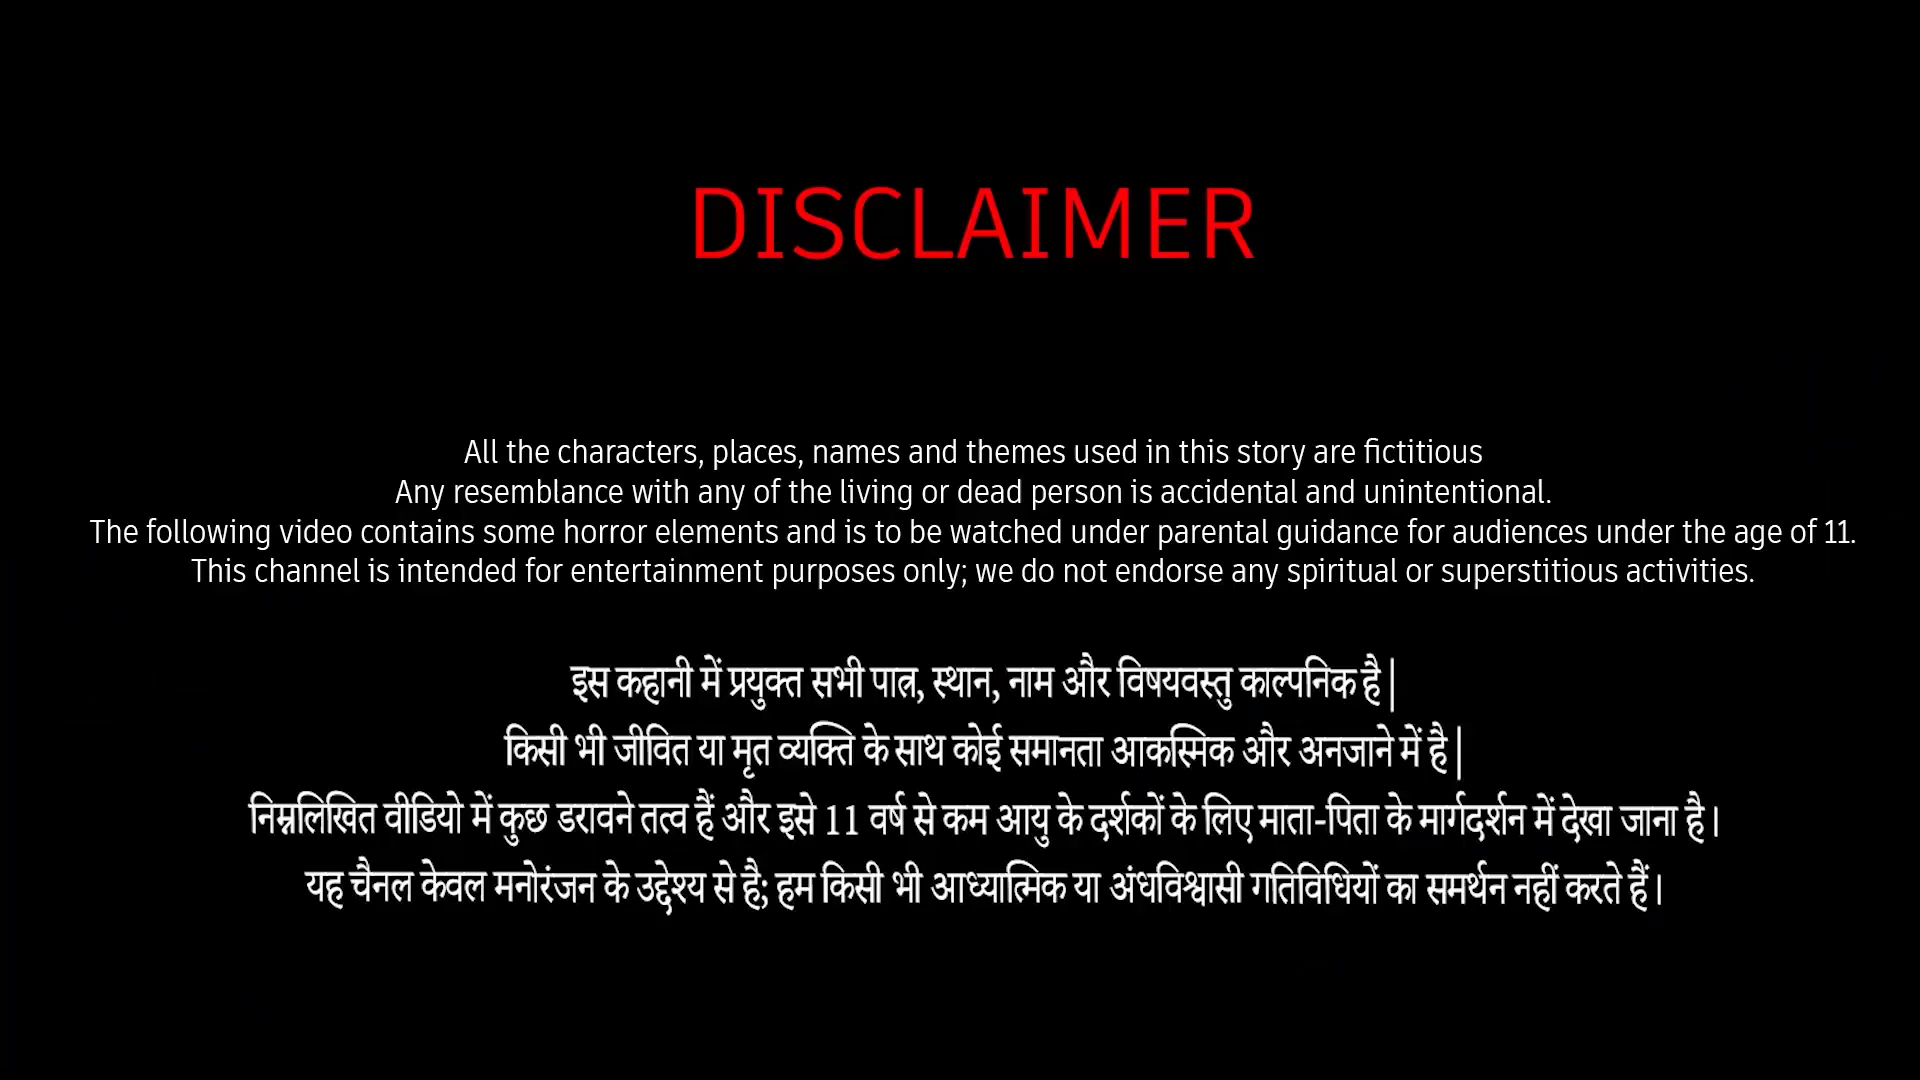 DISCLAIMER
All the characters, places, names and themes used in this story are fictitious
Any resemblance with any of the living or dead person is accidental and unintentional.
The following video contains some horror elements and is to be watched under parental guidance for audiences under the age of 11.
This channel is intended for entertainment purposes only; we do not endorse any spiritual or superstitious activities.
इस कहानी में प्रयुक्त सभी पात्र, स्थान, नाम और विषयवस्तु काल्पनिक है|
किसी भी जीवित या मृत व्यक्ति के साथ कोई समानता आकस्मिक और अनजाने में है|
निम्नलिखित वीडियो में कुछ डरावने तत्व हैं और इसे 11 वर्ष से कम आयु के दर्शकों के लिए माता-पिता के मार्गदर्शन में देखा जाना है।
यह चैनल केवल मनोरंजन के उद्देश्य से है; हम किसी भी आध्यात्मिक या अंधविश्वासी गतिविधियों का समर्थन नहीं करते हैं।